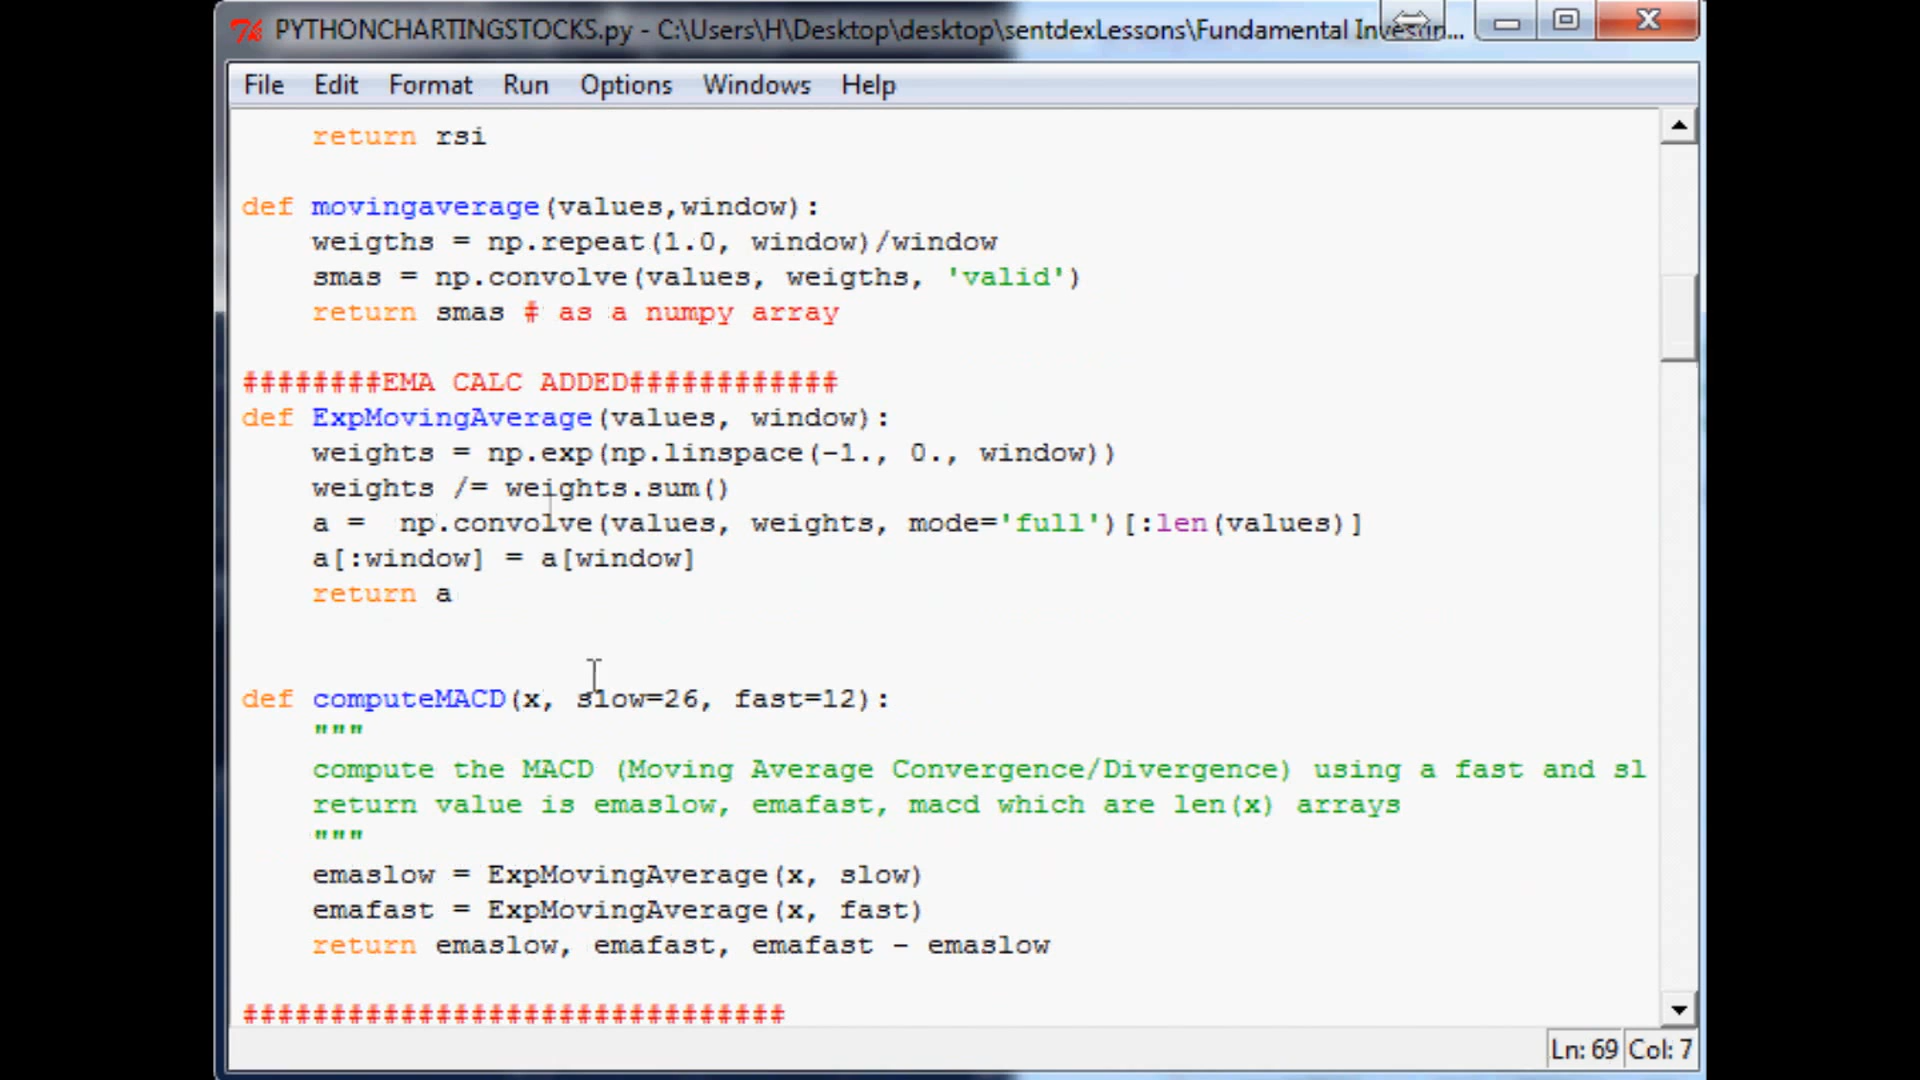 PYTHONCHARTINGSTOCKS.py - C:\Users\H\Desktop\desktop\sentdexLessons\Fundamental Investin...
File Edit Format Run Options Windows Help
    return rsi
def movingaverage(values,window):
    weigths = np.repeat(1.0, window)/window
    smas = np.convolve(values, weigths, 'valid')
    return smas # as a numpy array
########EMA CALC ADDED############
def ExpMovingAverage(values, window):
    weights = np.exp(np.linspace(-1., 0., window))
    weights /= weights.sum()
    a =  np.convolve(values, weights, mode='full')[:len(values)]
    a[:window] = a[window]
    return a
def computeMACD(x, slow=26, fast=12):
    """
    compute the MACD (Moving Average Convergence/Divergence) using a fast and sl
    return value is emaslow, emafast, macd which are len(x) arrays
    """
    emaslow = ExpMovingAverage(x, slow)
    emafast = ExpMovingAverage(x, fast)
    return emaslow, emafast, emafast - emaslow
###############################
Ln: 69 Col: 7